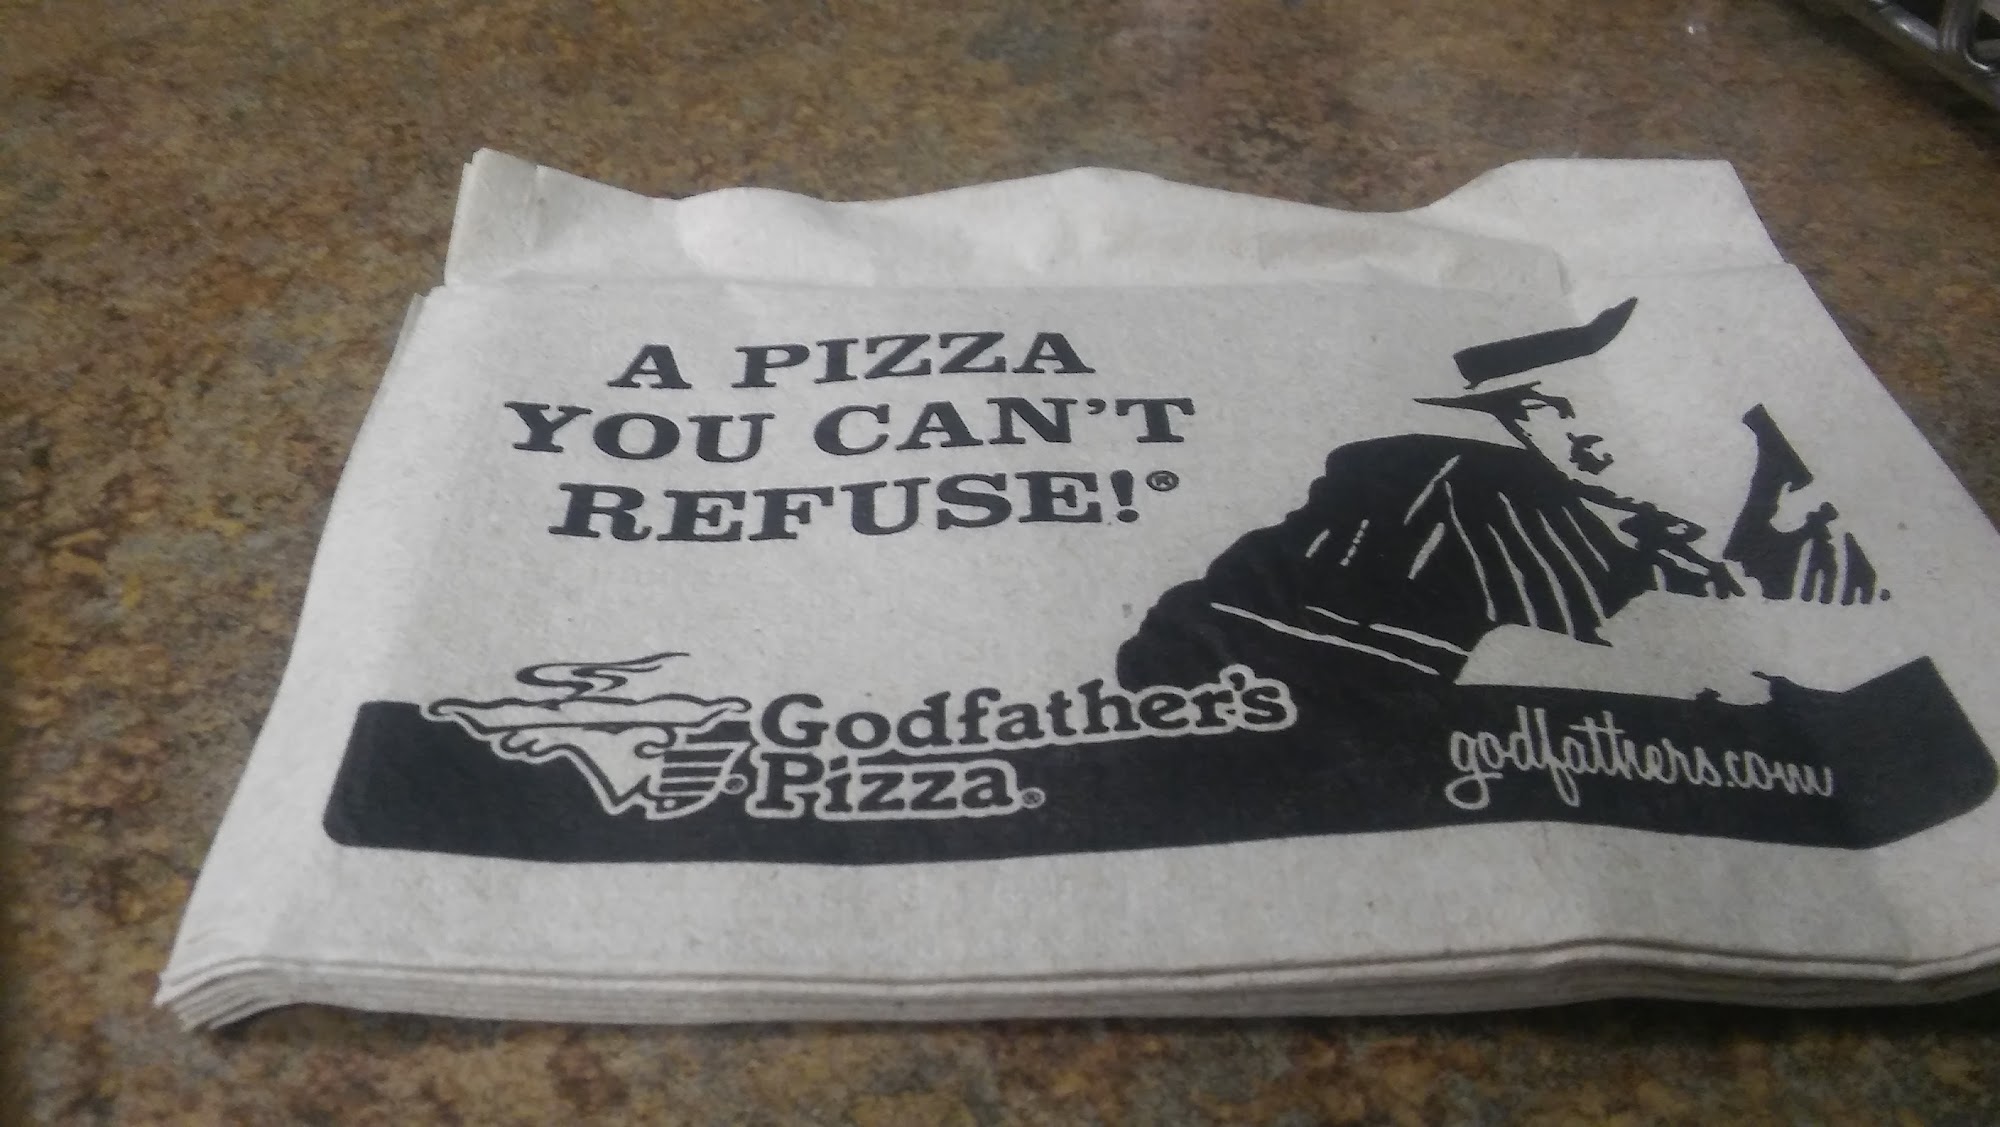 A PIZZA
YOU CAN'T
REFUSE!®
Godfather's
Pizza®
godfathers.com